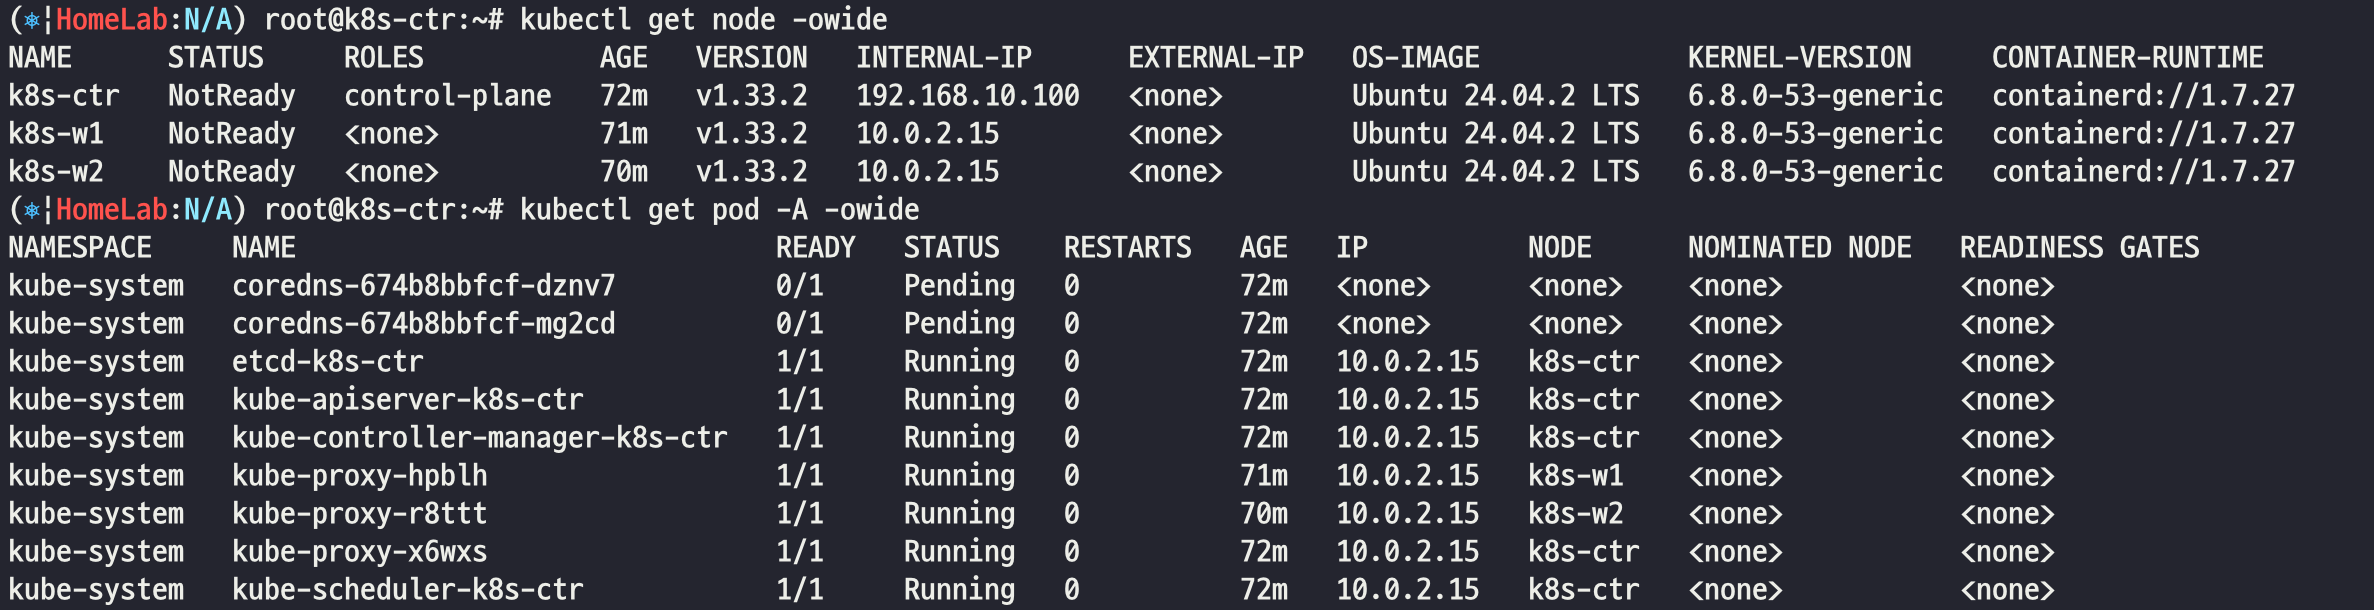 (⎈|HomeLab:N/A) root@k8s-ctr:~# kubectl get node -owide
NAME      STATUS     ROLES           AGE   VERSION   INTERNAL-IP      EXTERNAL-IP   OS-IMAGE             KERNEL-VERSION     CONTAINER-RUNTIME
k8s-ctr   NotReady   control-plane   72m   v1.33.2   192.168.10.100   <none>        Ubuntu 24.04.2 LTS   6.8.0-53-generic   containerd://1.7.27
k8s-w1    NotReady   <none>          71m   v1.33.2   10.0.2.15        <none>        Ubuntu 24.04.2 LTS   6.8.0-53-generic   containerd://1.7.27
k8s-w2    NotReady   <none>          70m   v1.33.2   10.0.2.15        <none>        Ubuntu 24.04.2 LTS   6.8.0-53-generic   containerd://1.7.27
(⎈|HomeLab:N/A) root@k8s-ctr:~# kubectl get pod -A -owide
NAMESPACE     NAME                              READY   STATUS    RESTARTS   AGE   IP          NODE      NOMINATED NODE   READINESS GATES
kube-system   coredns-674b8bbfcf-dznv7          0/1     Pending   0          72m   <none>      <none>    <none>           <none>
kube-system   coredns-674b8bbfcf-mg2cd          0/1     Pending   0          72m   <none>      <none>    <none>           <none>
kube-system   etcd-k8s-ctr                      1/1     Running   0          72m   10.0.2.15   k8s-ctr   <none>           <none>
kube-system   kube-apiserver-k8s-ctr            1/1     Running   0          72m   10.0.2.15   k8s-ctr   <none>           <none>
kube-system   kube-controller-manager-k8s-ctr   1/1     Running   0          72m   10.0.2.15   k8s-ctr   <none>           <none>
kube-system   kube-proxy-hpblh                  1/1     Running   0          71m   10.0.2.15   k8s-w1    <none>           <none>
kube-system   kube-proxy-r8ttt                  1/1     Running   0          70m   10.0.2.15   k8s-w2    <none>           <none>
kube-system   kube-proxy-x6wxs                  1/1     Running   0          72m   10.0.2.15   k8s-ctr   <none>           <none>
kube-system   kube-scheduler-k8s-ctr            1/1     Running   0          72m   10.0.2.15   k8s-ctr   <none>           <none>